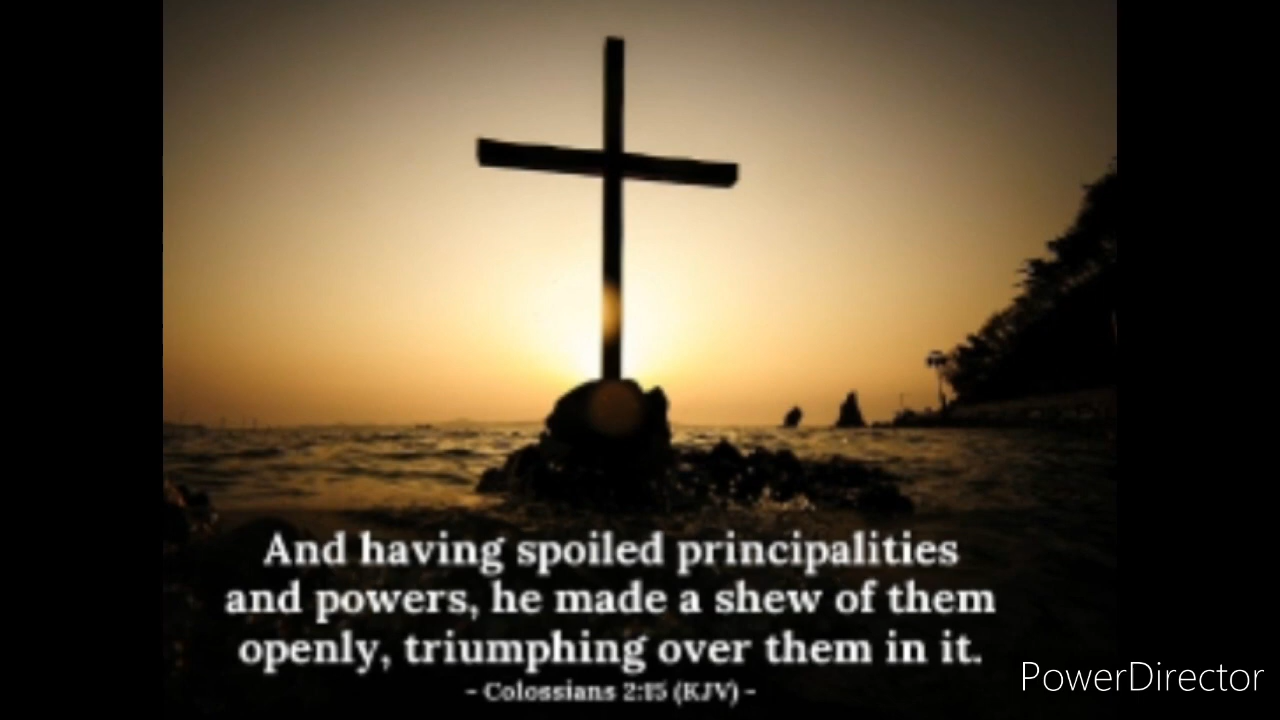 And having spoiled principalities
and powers, he made a shew of them
openly, triumphing over them in it.
- Colossians 2:15 (KJV) -
PowerDirector